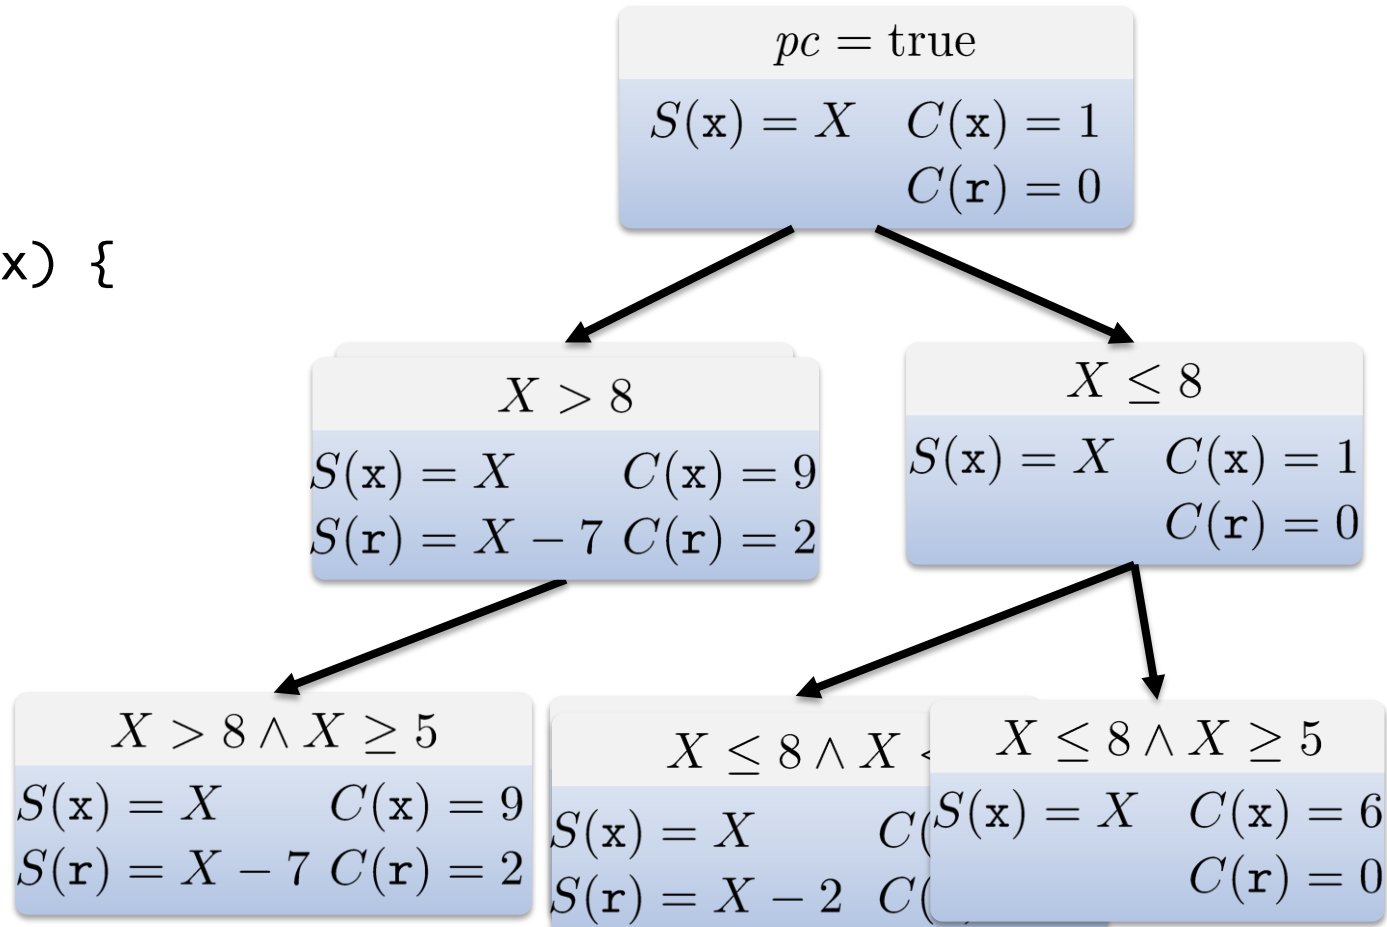 pc = true
S(x) = X C(x) = 1
C(r) = 0
x) {
X > 8
S(x) = X C(x) = 9
S(r) = X − 7 C(r) = 2
X ≤ 8
S(x) = X C(x) = 1
C(r) = 0
X > 8 ∧ X ≥ 5
S(x) = X C(x) = 9
S(r) = X − 7 C(r) = 2
X ≤ 8 ∧ X <
S(x) = X C(
S(r) = X − 2 C(
X ≤ 8 ∧ X ≥ 5
S(x) = X C(x) = 6
C(r) = 0